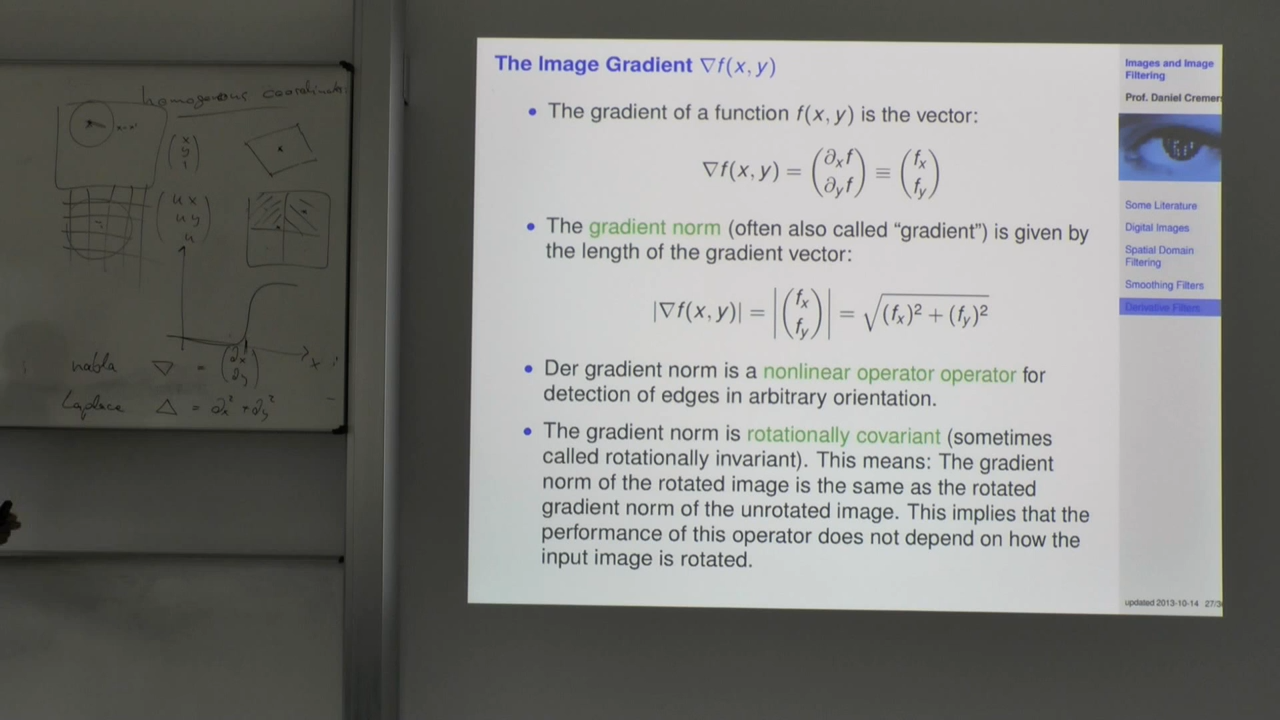 homogenous coordinates
x
y
1
ux
uy
u
x
nabla ∇ = (∂x
∂y)
Laplace Δ = ∂x² + ∂y²
The Image Gradient ∇f(x, y)
• The gradient of a function f(x, y) is the vector:
∇f(x, y) = (∂xf
∂yf) ≡ (fx
fy)
• The gradient norm (often also called “gradient”) is given by
the length of the gradient vector:
|∇f(x, y)| = |(fx
fy)| = √(fx)² + (fy)²
• Der gradient norm is a nonlinear operator operator for
detection of edges in arbitrary orientation.
• The gradient norm is rotationally covariant (sometimes
called rotationally invariant). This means: The gradient
norm of the rotated image is the same as the rotated
gradient norm of the unrotated image. This implies that the
performance of this operator does not depend on how the
input image is rotated.
Images and Image
Filtering
Prof. Daniel Cremers
Some Literature
Digital Images
Spatial Domain
Filtering
Smoothing Filters
Derivative Filters
updated 2013-10-14 27/3